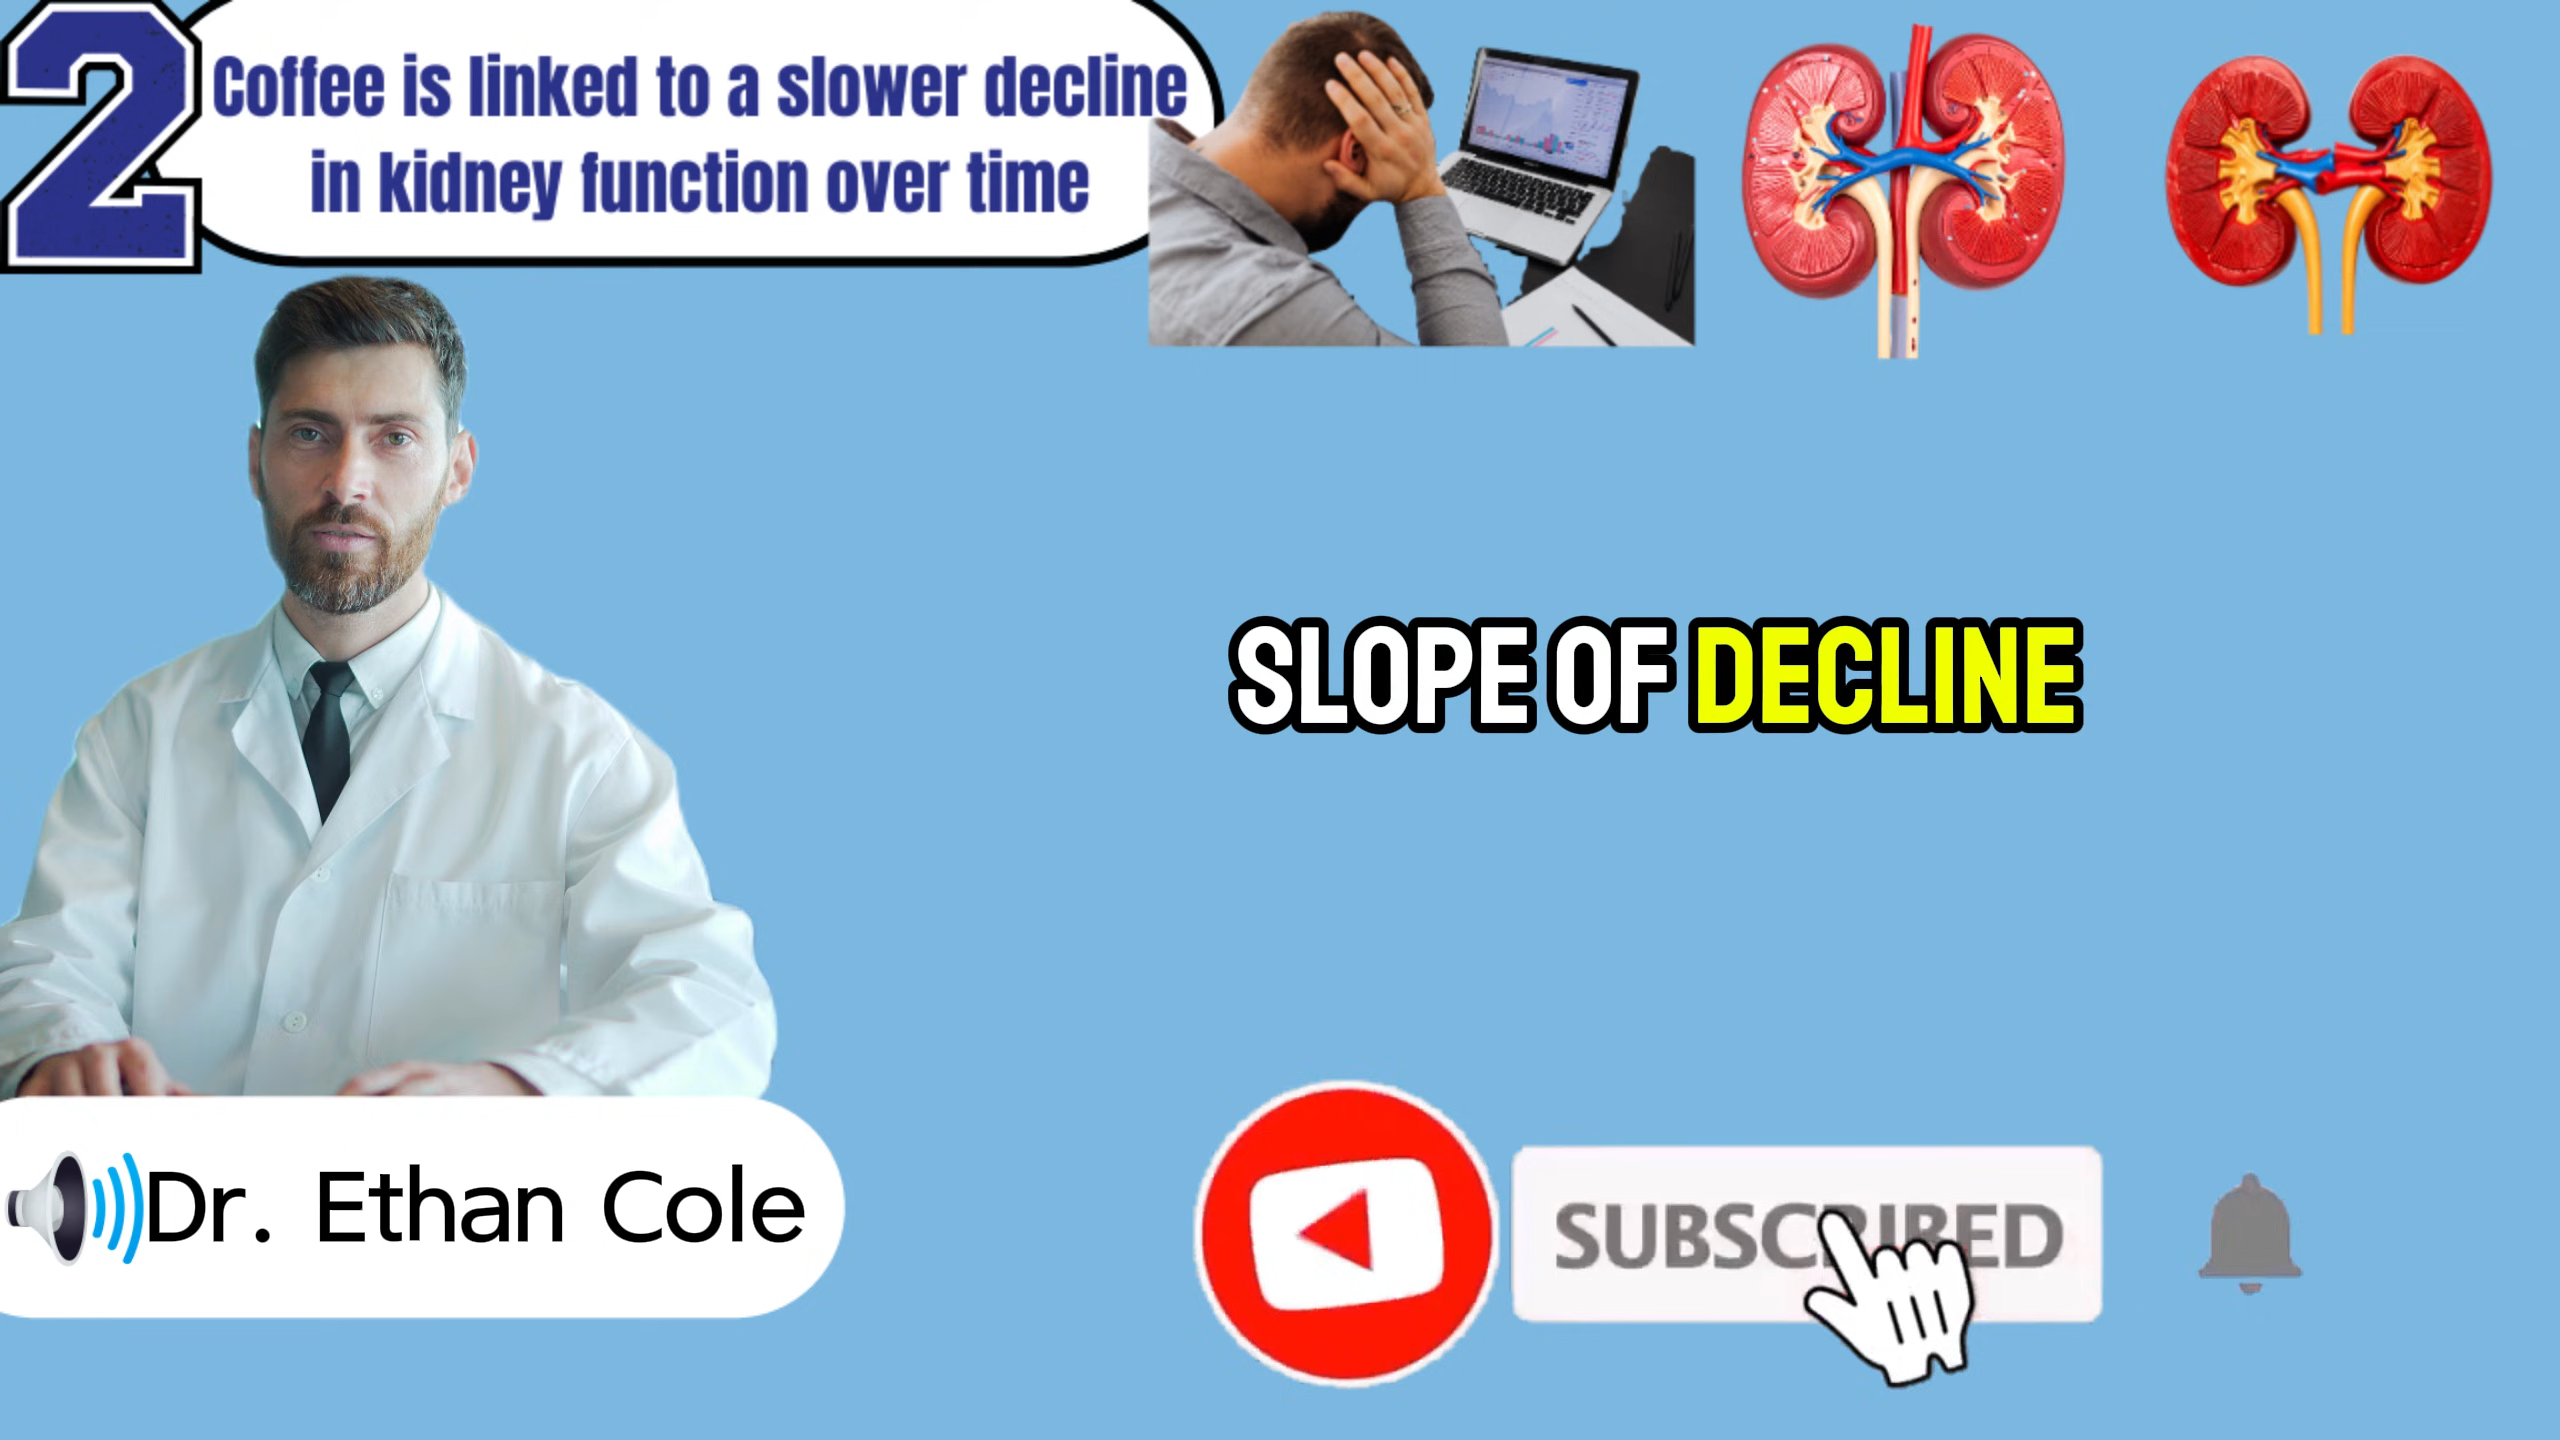 2
Coffee is linked to a slower decline
in kidney function over time
SLOPE OF DECLINE
Dr. Ethan Cole
SUBSCRIBED